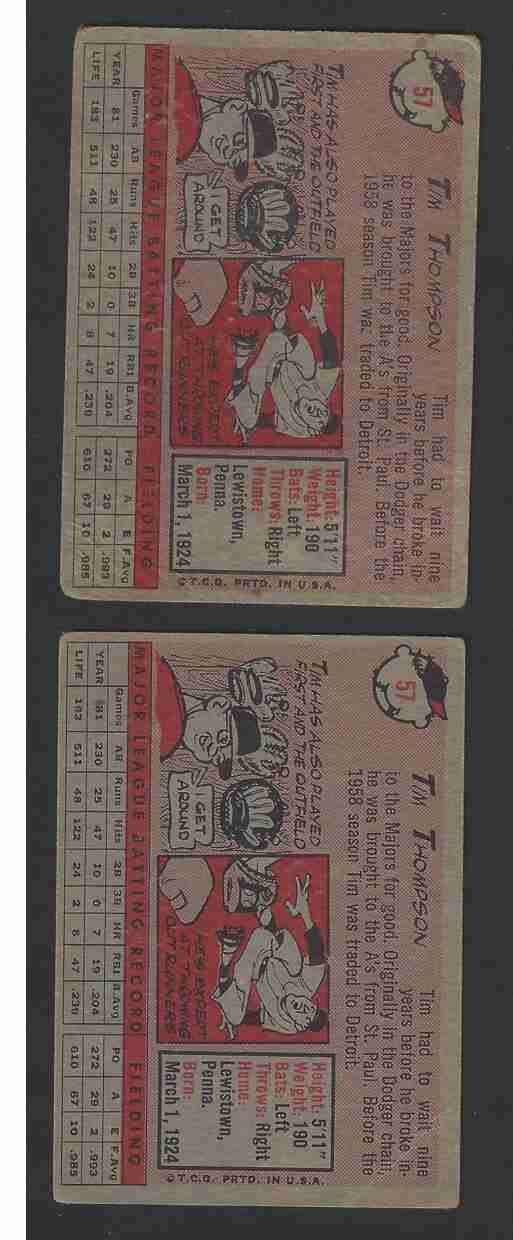 57
TIM THOMPSON
Tim had to wait nine
years before he broke in-
to the Majors for good. Originally in the Dodger chain,
he was brought to the A's from St. Paul. Before the
1958 season Tim was traded to Detroit.
TIM HAS ALSO PLAYED
FIRST AND THE OUTFIELD
I GET
AROUND
HE'S EXPERT
AT THROWING
OUT RUNNERS
Height: 5'11"
Weight: 190
Bats: Left
Throws: Right
Home:
Lewistown,
Penna.
Born:
March 1, 1924
MAJOR LEAGUE BATTING RECORD FIELDING
Games AB Runs Hits 2B 3B HR RBI B.Avg PO A E F.Avg
YEAR 81 230 25 47 10 0 7 19 .204 272 29 2 .993
LIFE 183 511 48 122 24 2 8 47 .239 610 67 10 .985
© T.C.G. PRTD. IN U.S.A.
57
TIM THOMPSON
Tim had to wait nine
years before he broke in-
to the Majors for good. Originally in the Dodger chain,
he was brought to the A's from St. Paul. Before the
1958 season Tim was traded to Detroit.
TIM HAS ALSO PLAYED
FIRST AND THE OUTFIELD
I GET
AROUND
HE'S EXPERT
AT THROWING
OUT RUNNERS
Height: 5'11"
Weight: 190
Bats: Left
Throws: Right
Home:
Lewistown,
Penna.
Born:
March 1, 1924
MAJOR LEAGUE BATTING RECORD FIELDING
Games AB Runs Hits 2B 3B HR RBI B.Avg PO A E F.Avg
YEAR 81 230 25 47 10 0 7 19 .204 272 29 2 .993
LIFE 183 511 48 122 24 2 8 47 .239 610 67 10 .985
© T.C.G. PRTD. IN U.S.A.